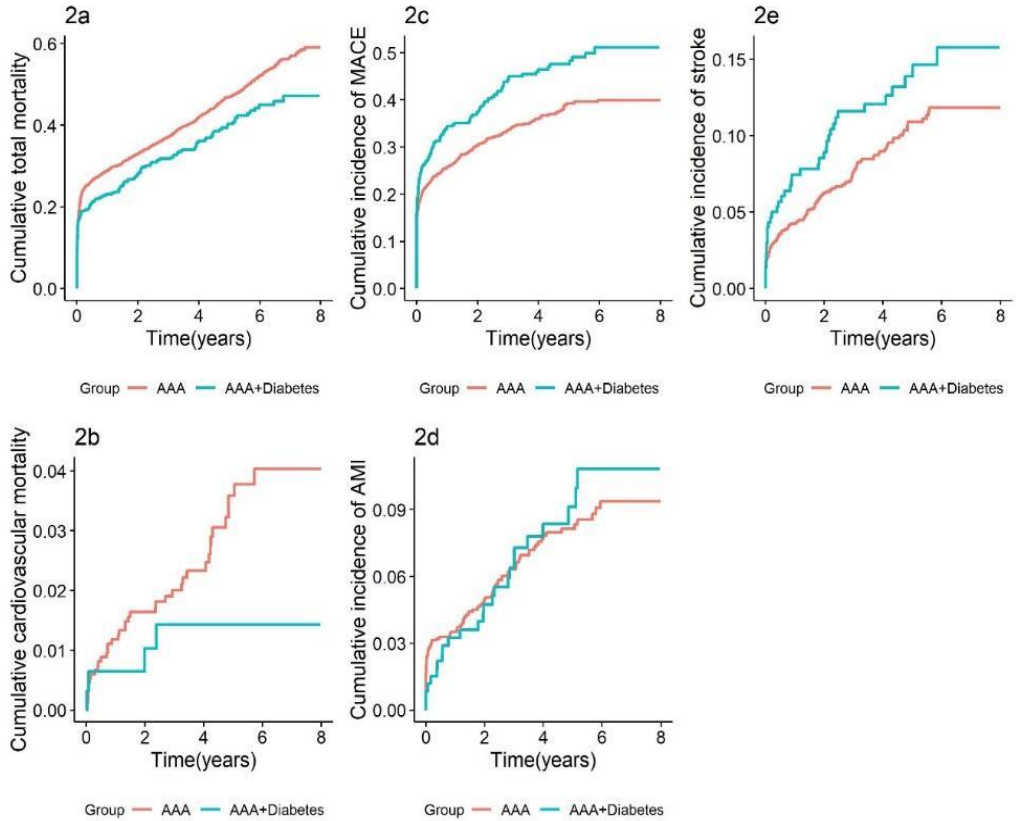 2a
Cumulative total mortality
0.6
0.4
0.2
0.0
0 2 4 6 8
Time(years)
Group AAA AAA+Diabetes
2c
Cumulative incidence of MACE
0.5
0.4
0.3
0.2
0.1
0.0
0 2 4 6 8
Time(years)
Group AAA AAA+Diabetes
2e
Cumulative incidence of stroke
0.15
0.10
0.05
0.00
0 2 4 6 8
Time(years)
Group AAA AAA+Diabetes
2b
Cumulative cardiovascular mortality
0.04
0.03
0.02
0.01
0.00
0 2 4 6 8
Time(years)
Group AAA AAA+Diabetes
2d
Cumulative incidence of AMI
0.09
0.06
0.03
0.00
0 2 4 6 8
Time(years)
Group AAA AAA+Diabetes